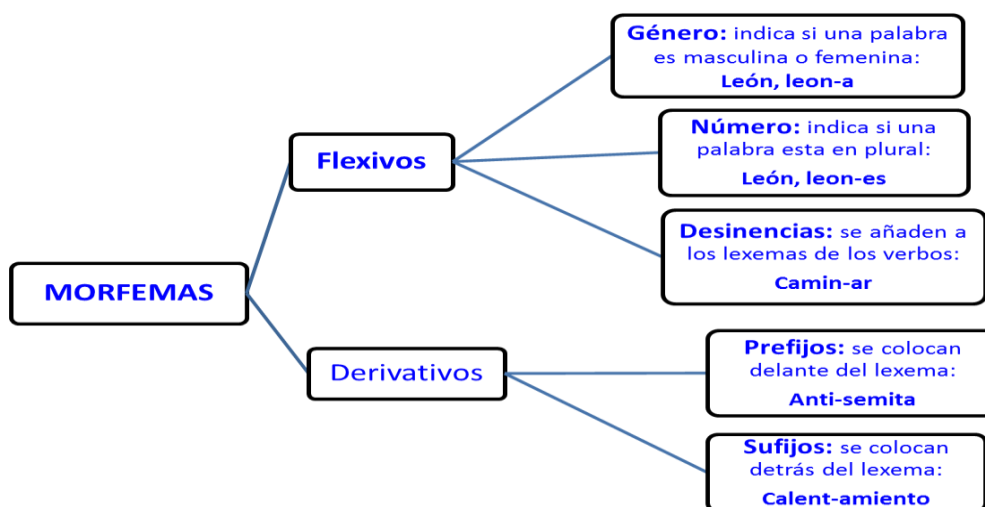 Género: indica si una palabra
es masculina o femenina:
León, leon-a
Número: indica si una
palabra esta en plural:
León, leon-es
Flexivos
Desinencias: se añaden a
los lexemas de los verbos:
Camin-ar
MORFEMAS
Derivativos
Prefijos: se colocan
delante del lexema:
Anti-semita
Sufijos: se colocan
detrás del lexema:
Calent-amiento